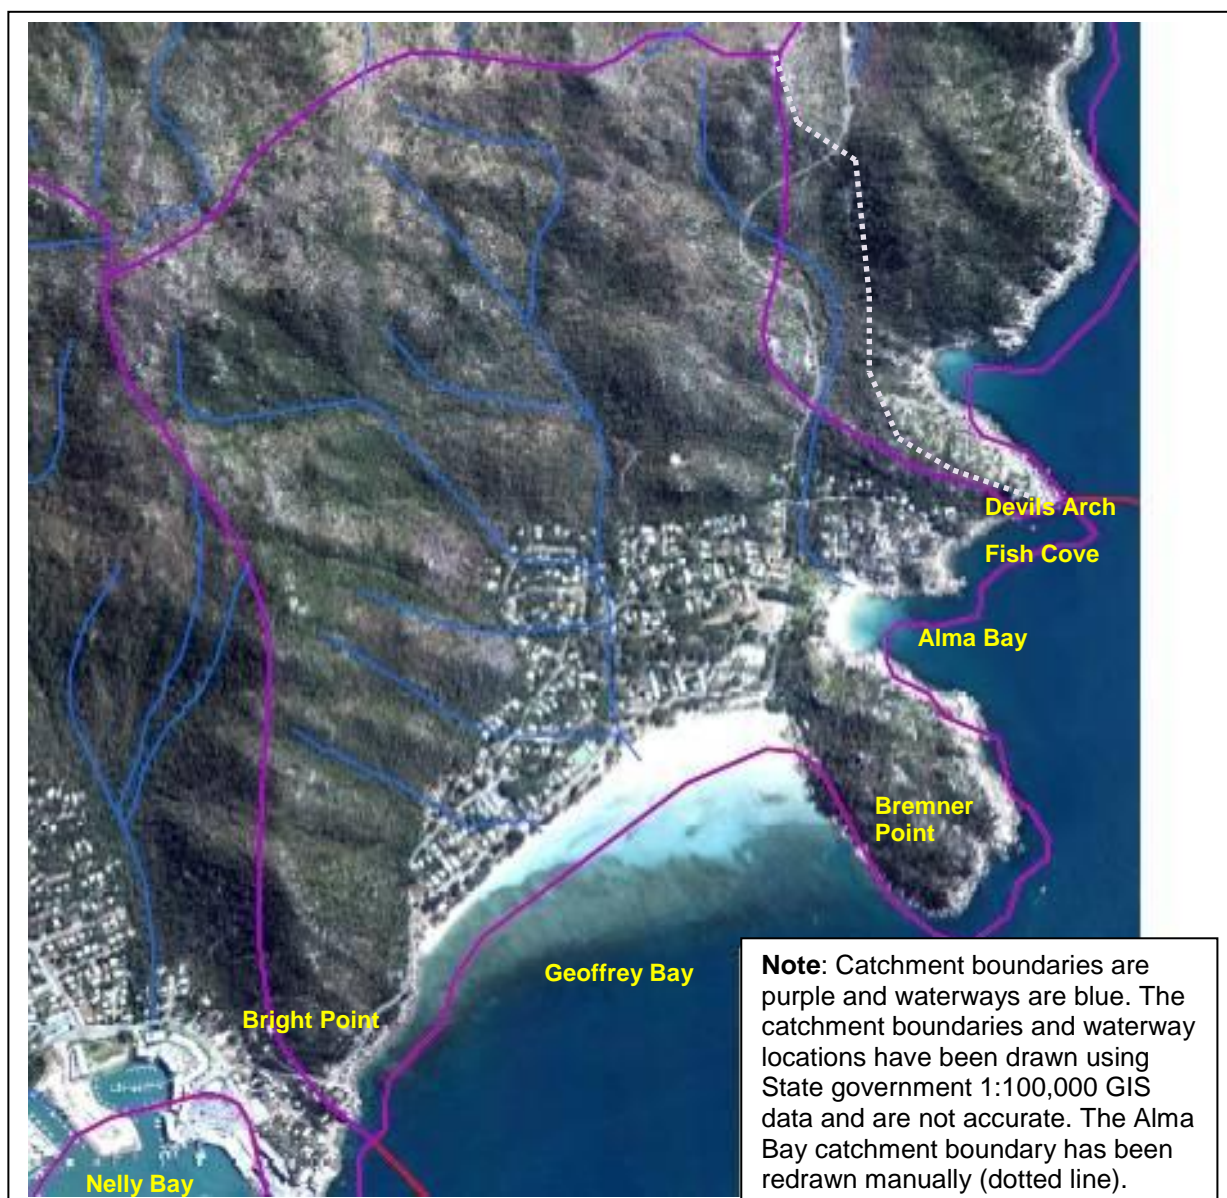 Devils Arch
Fish Cove
Alma Bay
Bremner
Point
Geoffrey Bay
Bright Point
Nelly Bay
Note: Catchment boundaries are
purple and waterways are blue. The
catchment boundaries and waterway
locations have been drawn using
State government 1:100,000 GIS
data and are not accurate. The Alma
Bay catchment boundary has been
redrawn manually (dotted line).